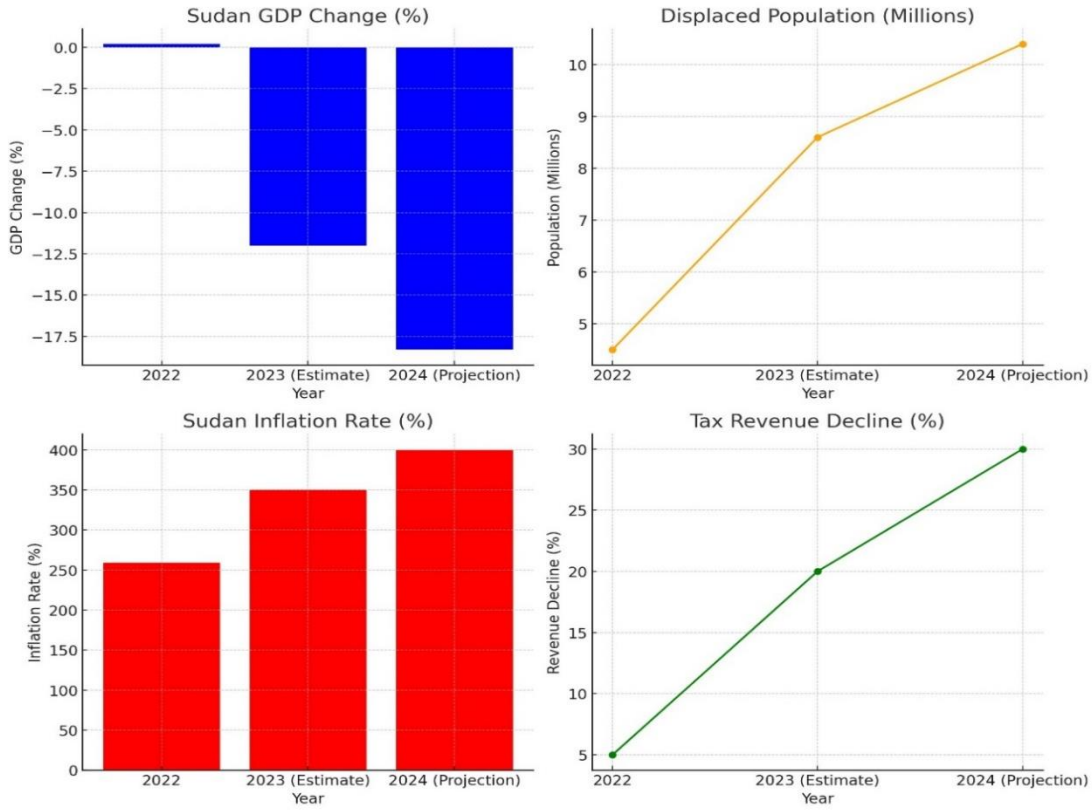 Sudan GDP Change (%)
GDP Change (%)
0.0
−2.5
−5.0
−7.5
−10.0
−12.5
−15.0
−17.5
2022
2023 (Estimate)
2024 (Projection)
Year
Displaced Population (Millions)
Population (Millions)
10
9
8
7
6
5
2022
2023 (Estimate)
2024 (Projection)
Year
Sudan Inflation Rate (%)
Inflation Rate (%)
400
350
300
250
200
150
100
50
0
2022
2023 (Estimate)
2024 (Projection)
Year
Tax Revenue Decline (%)
Revenue Decline (%)
30
25
20
15
10
5
2022
2023 (Estimate)
2024 (Projection)
Year